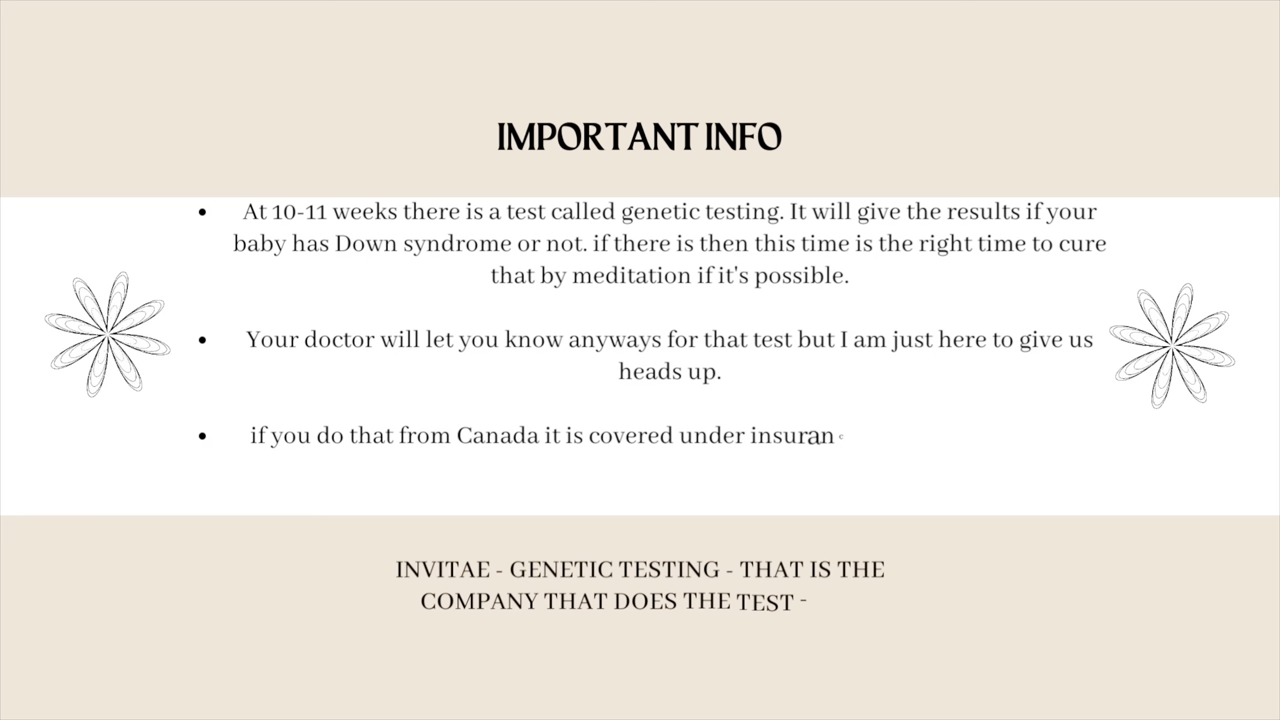 IMPORTANT INFO
• At 10-11 weeks there is a test called genetic testing. It will give the results if your
baby has Down syndrome or not. if there is then this time is the right time to cure
that by meditation if it's possible.
• Your doctor will let you know anyways for that test but I am just here to give us
heads up.
• if you do that from Canada it is covered under insuranc
INVITAE - GENETIC TESTING - THAT IS THE
COMPANY THAT DOES THE TEST -